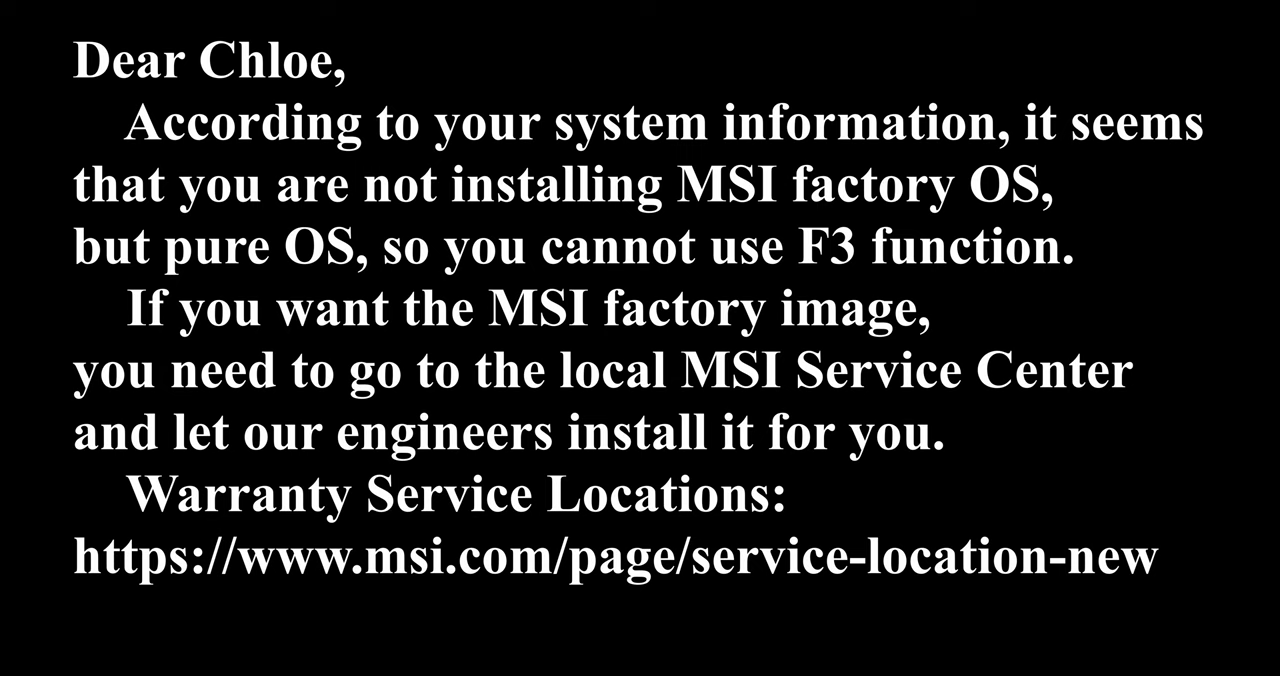 Dear Chloe,
According to your system information, it seems
that you are not installing MSI factory OS,
but pure OS, so you cannot use F3 function.
If you want the MSI factory image,
you need to go to the local MSI Service Center
and let our engineers install it for you.
Warranty Service Locations:
https://www.msi.com/page/service-location-new